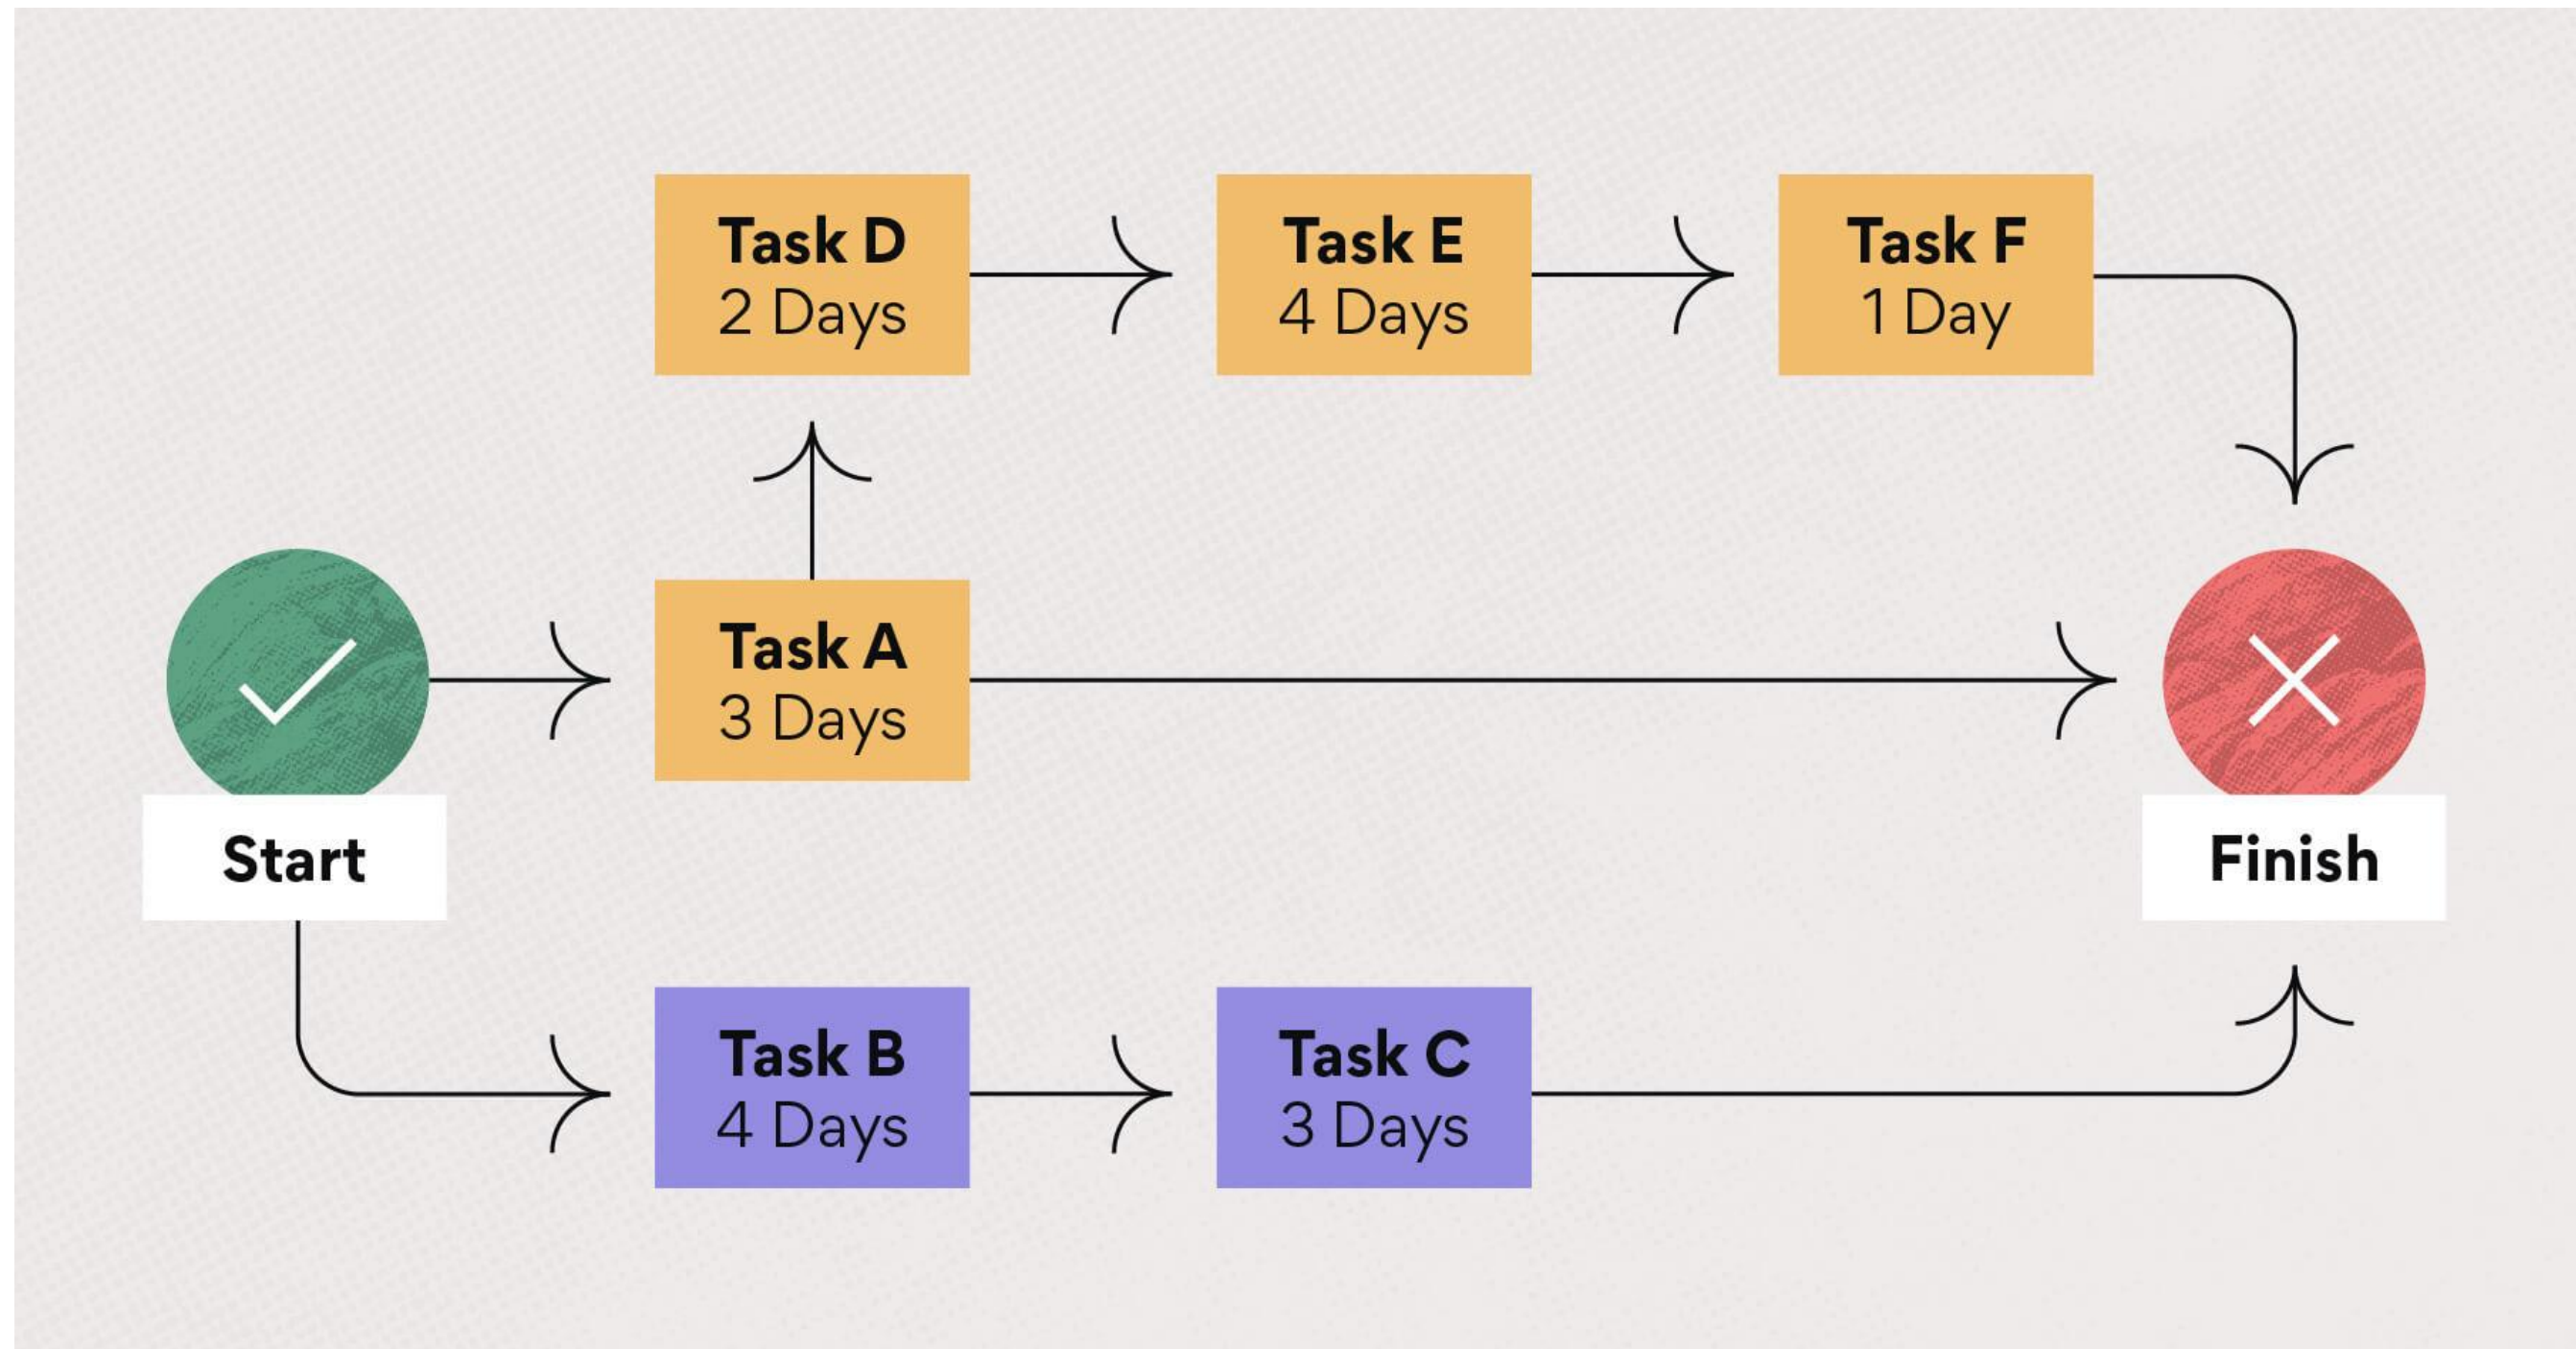 Task D
2 Days
Task E
4 Days
Task F
1 Day
Task A
3 Days
Start
Finish
Task B
4 Days
Task C
3 Days